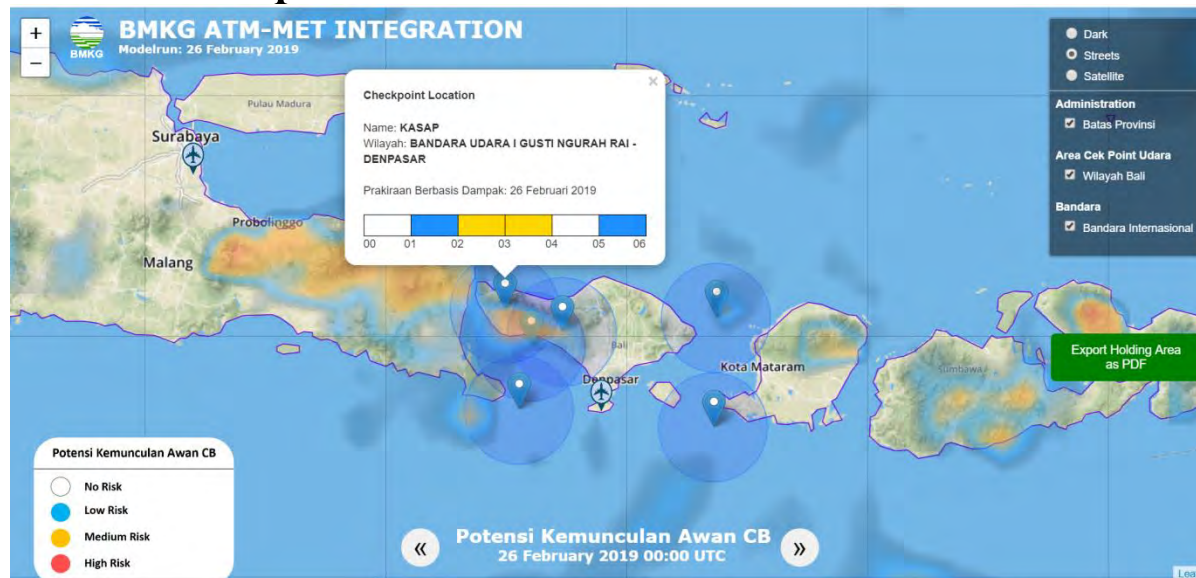 BMKG ATM-MET INTEGRATION
Modelrun: 26 February 2019
BMKG
+
−
Dark
Streets
Satellite
Administration
Batas Provinsi
Area Cek Point Udara
Wilayah Bali
Bandara
Bandara Internasional
×
Checkpoint Location
Name: KASAP
Wilayah: BANDARA UDARA I GUSTI NGURAH RAI -
DENPASAR
Prakiraan Berbasis Dampak: 26 Februari 2019
00 01 02 03 04 05 06
Pulau Madura
Surabaya
Probolinggo
Malang
Bali
Denpasar
Kota Mataram
Sumbawa
Export Holding Area
as PDF
Potensi Kemunculan Awan CB
No Risk
Low Risk
Medium Risk
High Risk
«
Potensi Kemunculan Awan CB
26 February 2019 00:00 UTC
»
Lea